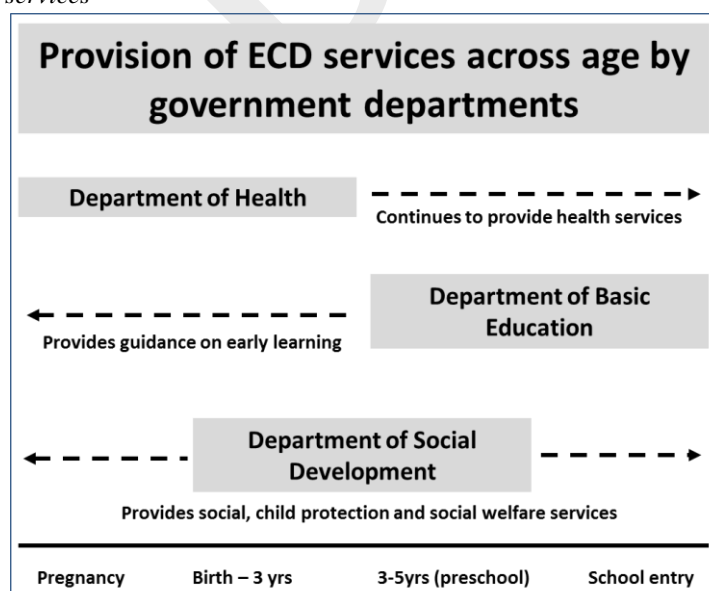 services
Provision of ECD services across age by
government departments
Department of Health
Continues to provide health services
Department of Basic
Education
Provides guidance on early learning
Department of Social
Development
Provides social, child protection and social welfare services
Pregnancy Birth – 3 yrs 3-5yrs (preschool) School entry